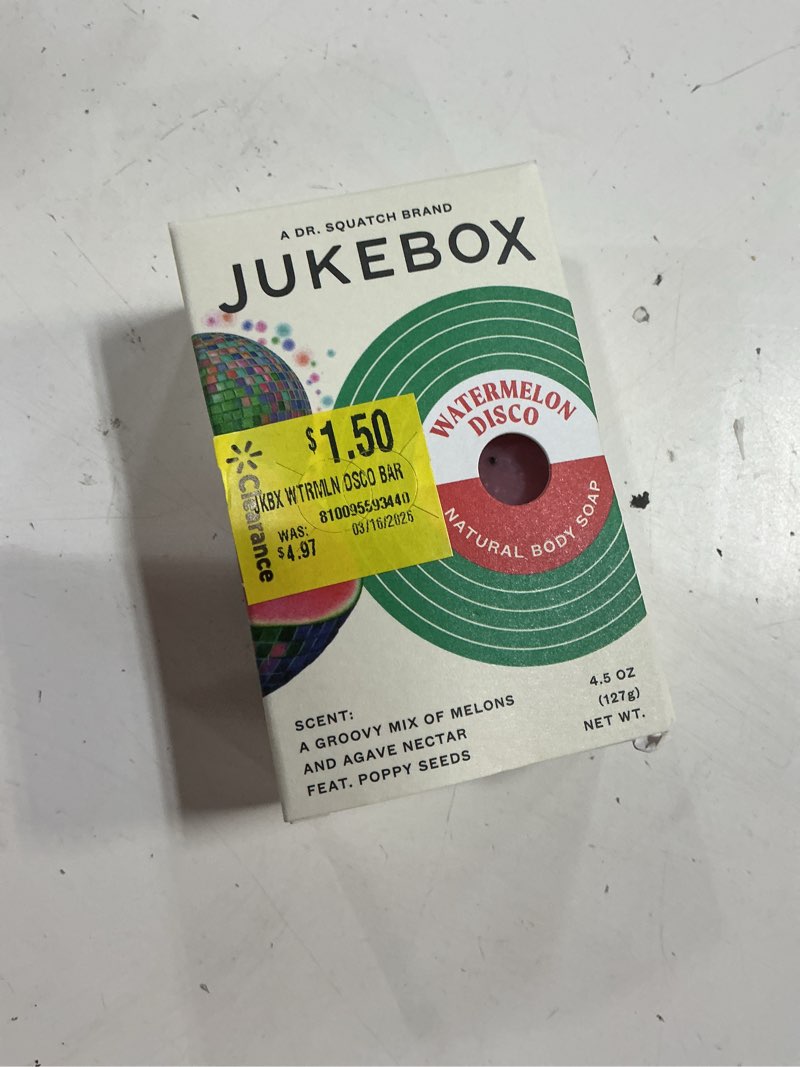 A DR. SQUATCH BRAND
JUKEBOX
WATERMELON
DISCO
NATURAL BODY SOAP
$1.50
Clearance
JKBX WTRMLN DSCO BAR
810095593440
WAS:
03/16/2026
$4.97
SCENT:
A GROOVY MIX OF MELONS
AND AGAVE NECTAR
FEAT. POPPY SEEDS
4.5 OZ
(127g)
NET WT.